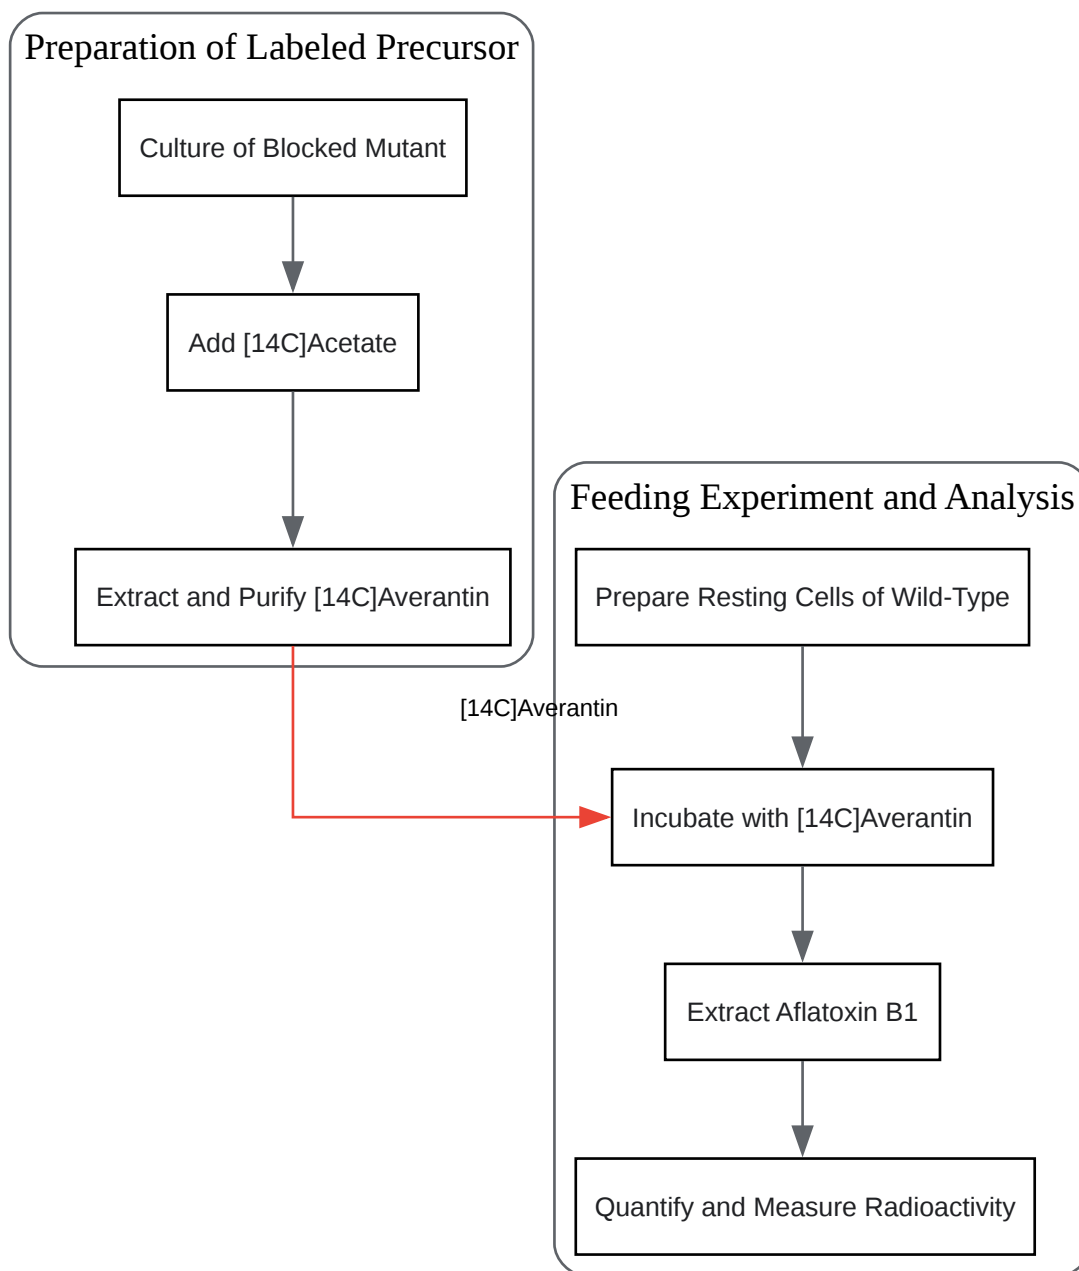 Preparation of Labeled Precursor
Culture of Blocked Mutant
Add [14C]Acetate
Extract and Purify [14C]Averantin
[14C]Averantin
Feeding Experiment and Analysis
Prepare Resting Cells of Wild-Type
Incubate with [14C]Averantin
Extract Aflatoxin B1
Quantify and Measure Radioactivity